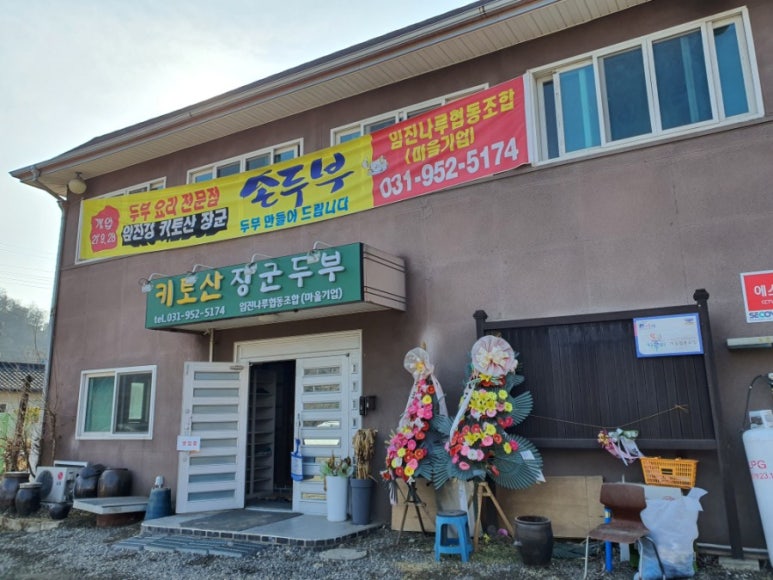 개업
두부 요리 전문점
임진강 키토산 장군
손두부
두부 만들어 드립니다
임진나루협동조합
(마을기업)
031-952-5174
키토산 장군두부
tel.031-952-5174
임진나루협동조합(마을기업)
에스
SECOM
LPG